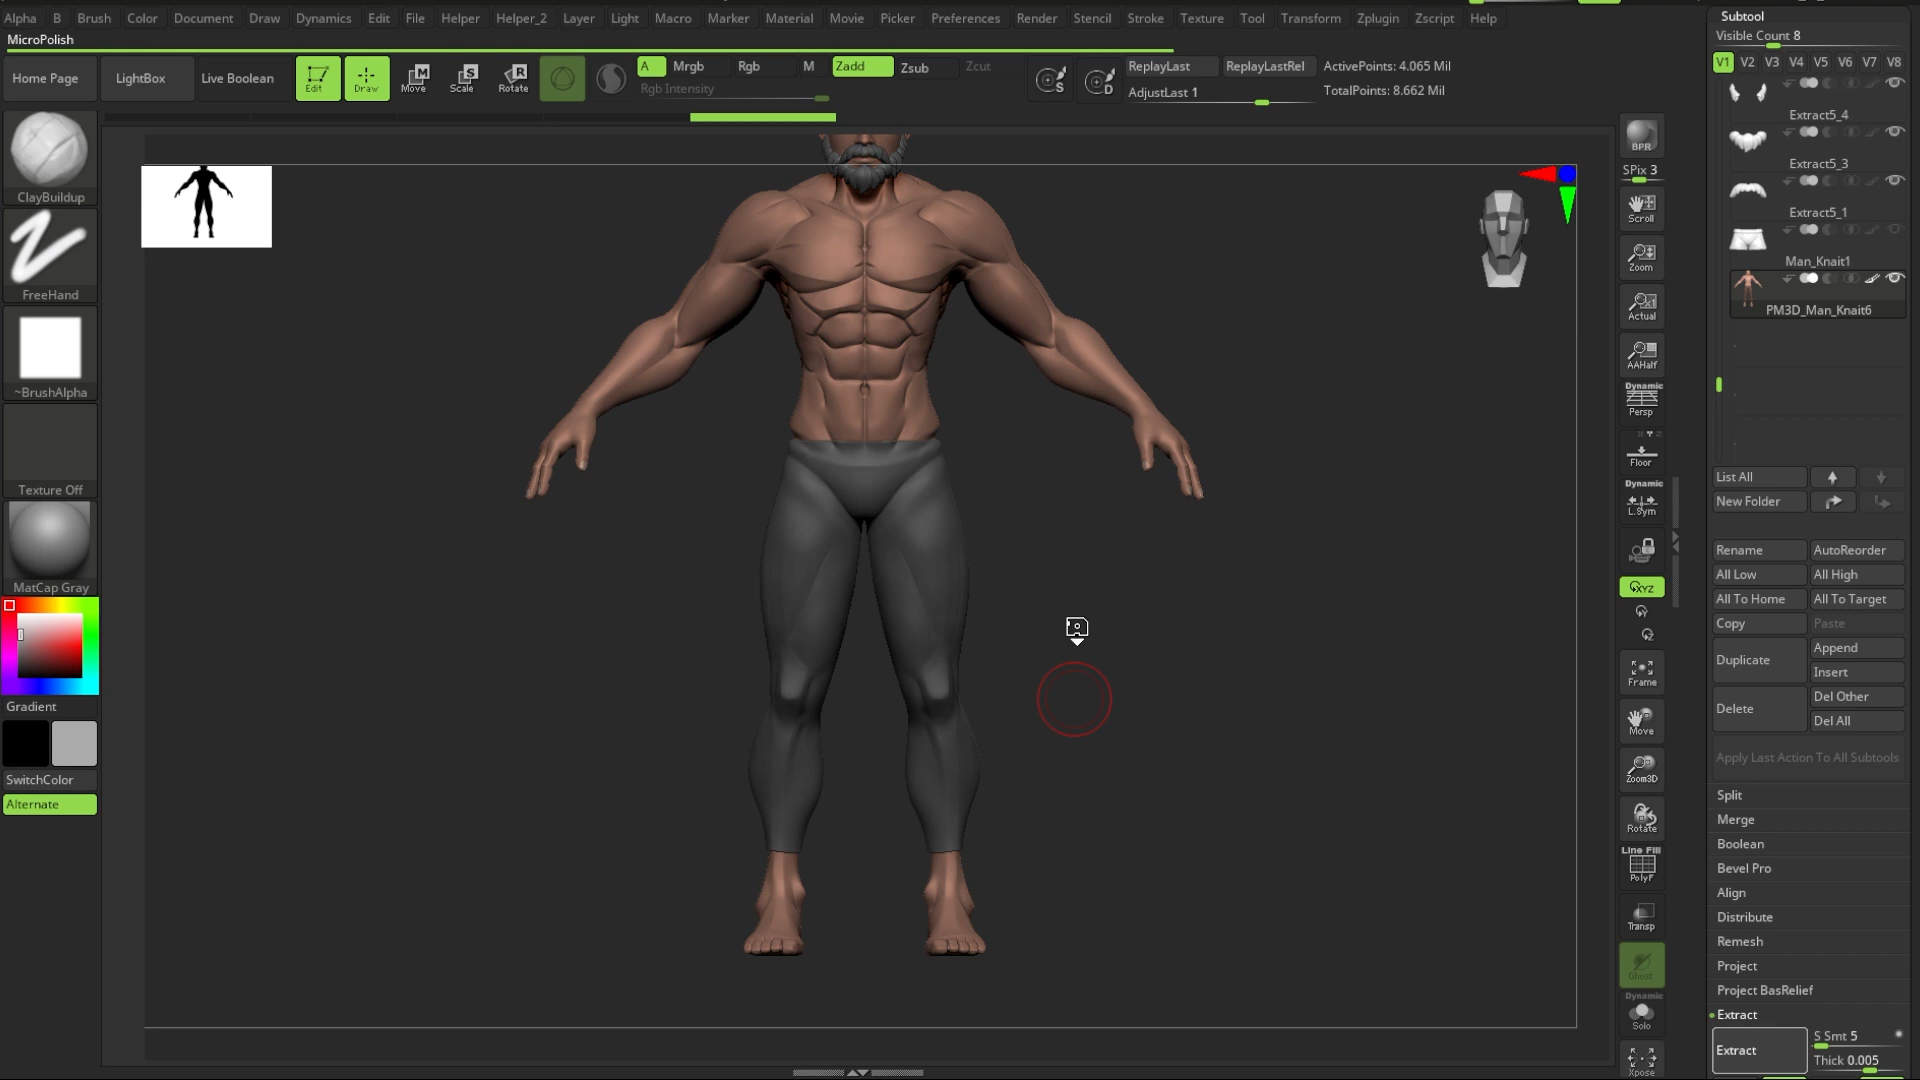 Alpha B Brush Color Document Draw Dynamics Edit File Helper Helper_2 Layer Light Macro Marker Material Movie Picker Preferences Render Stencil Stroke Texture Tool Transform Zplugin Zscript Help
MicroPolish
Home Page LightBox Live Boolean Edit Draw Move Scale Rotate
A Mrgb Rgb M Zadd Zsub Zcut
Rgb Intensity
ReplayLast ReplayLastRel ActivePoints: 4.065 Mil
AdjustLast 1 TotalPoints: 8.662 Mil
ClayBuildup
FreeHand
~BrushAlpha
Texture Off
MatCap Gray
Gradient
SwitchColor
Alternate
BPR
SPix 3
Scroll
Zoom
Actual
AAHalf
Dynamic
Persp
Floor
Dynamic
L.Sym
XYZ
Frame
Move
Zoom3D
Rotate
Line Fill
PolyF
Transp
Ghost
Dynamic
Solo
Xpose
Subtool
Visible Count 8
V1 V2 V3 V4 V5 V6 V7 V8
Extract5_4
Extract5_3
Extract5_1
Man_Knait1
PM3D_Man_Knait6
List All
New Folder
Rename AutoReorder
All Low All High
All To Home All To Target
Copy Paste
Duplicate Append
Insert
Delete Del Other
Del All
Apply Last Action To All Subtools
Split
Merge
Boolean
Bevel Pro
Align
Distribute
Remesh
Project
Project BasRelief
Extract
Extract S Smt 5
Thick 0.005